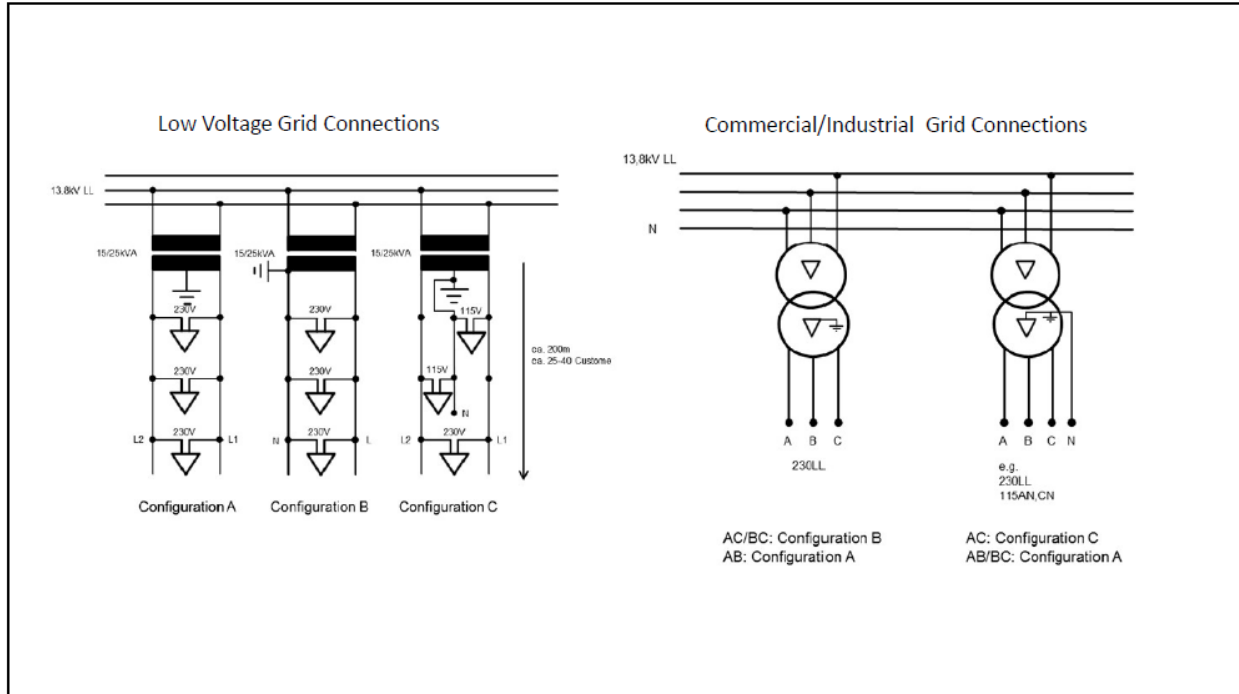 Low Voltage Grid Connections
13.8kV LL
15/25kVA
15/25kVA
15/25kVA
230V
230V
115V
230V
230V
115V
N
L2
230V
L1
N
230V
L
L2
230V
L1
ca. 200m
ca. 25-40 Custome
Configuration A
Configuration B
Configuration C
Commercial/Industrial Grid Connections
13,8kV LL
N
A B C
230LL
A B C N
e.g.
230LL
115AN,CN
AC/BC: Configuration B
AB: Configuration A
AC: Configuration C
AB/BC: Configuration A